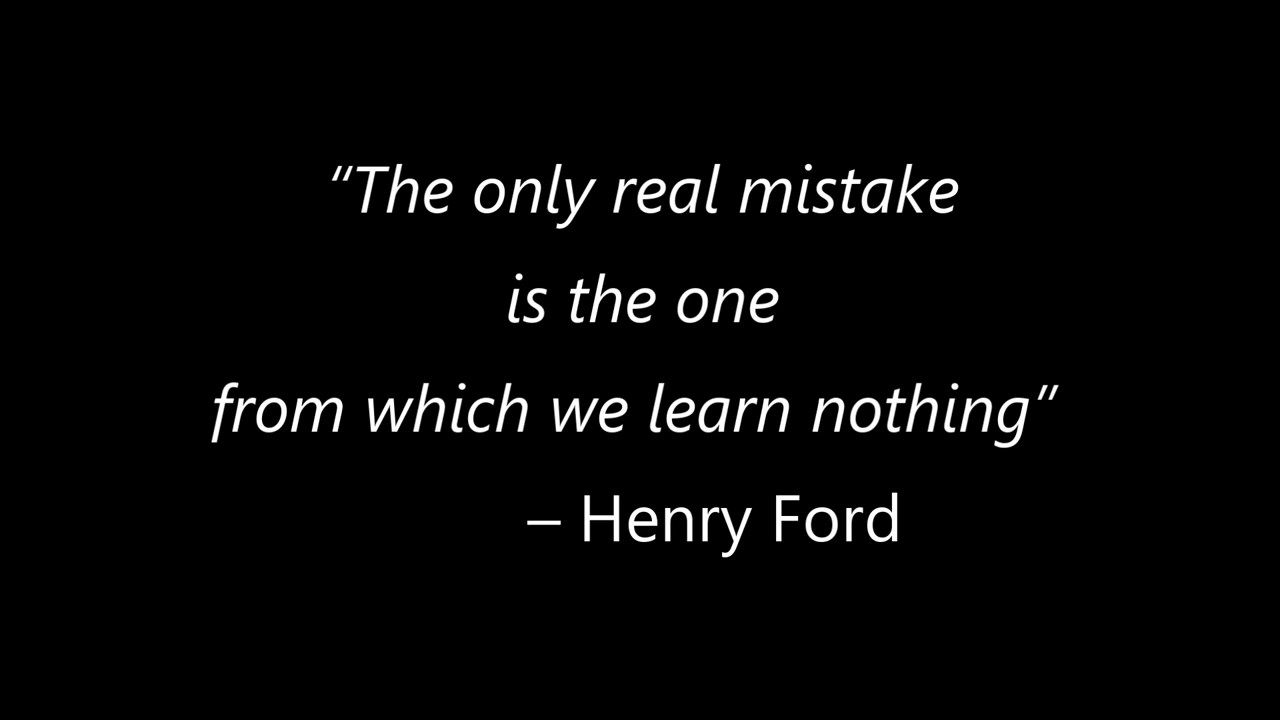 “The only real mistake
is the one
from which we learn nothing”
– Henry Ford